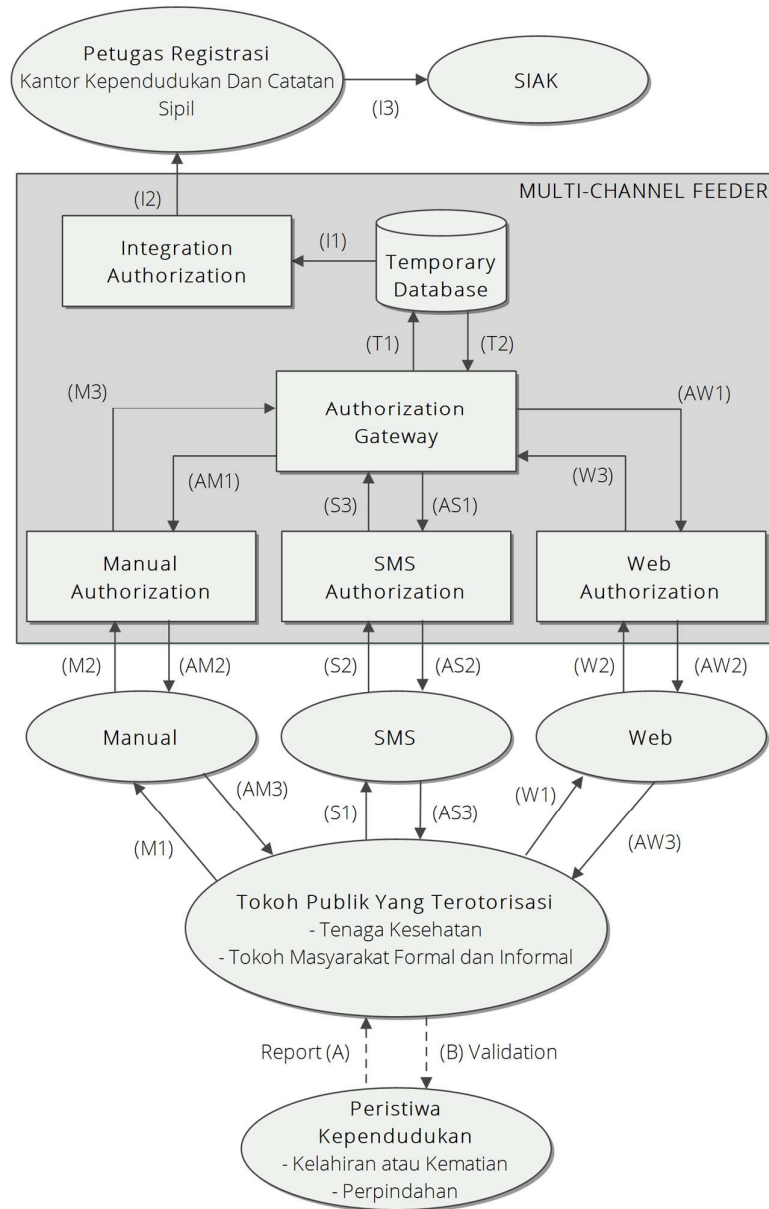 Petugas Registrasi
Kantor Kependudukan Dan Catatan
Sipil
SIAK
(I3)
(I2)
MULTI-CHANNEL FEEDER
Integration
Authorization
(I1)
Temporary
Database
(T1)
(T2)
(M3)
Authorization
Gateway
(AW1)
(AM1)
(S3)
(AS1)
(W3)
Manual
Authorization
SMS
Authorization
Web
Authorization
(M2)
(AM2)
(S2)
(AS2)
(W2)
(AW2)
Manual
SMS
Web
(AM3)
(S1)
(AS3)
(W1)
(M1)
(AW3)
Tokoh Publik Yang Terotorisasi
- Tenaga Kesehatan
- Tokoh Masyarakat Formal dan Informal
Report (A)
(B) Validation
Peristiwa
Kependudukan
- Kelahiran atau Kematian
- Perpindahan